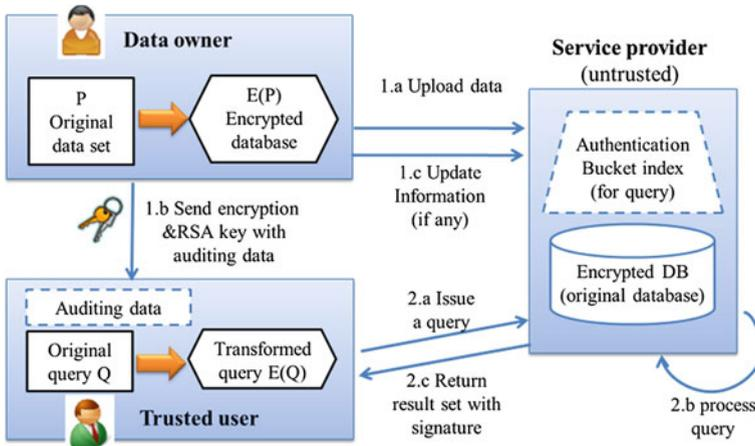 Data owner
P
Original
data set
E(P)
Encrypted
database
1.a Upload data
1.c Update
Information
(if any)
Service provider
(untrusted)
Authentication
Bucket index
(for query)
Encrypted DB
(original database)
1.b Send encryption
&RSA key with
auditing data
Auditing data
Original
query Q
Transformed
query E(Q)
Trusted user
2.a Issue
a query
2.c Return
result set with
signature
2.b process
query